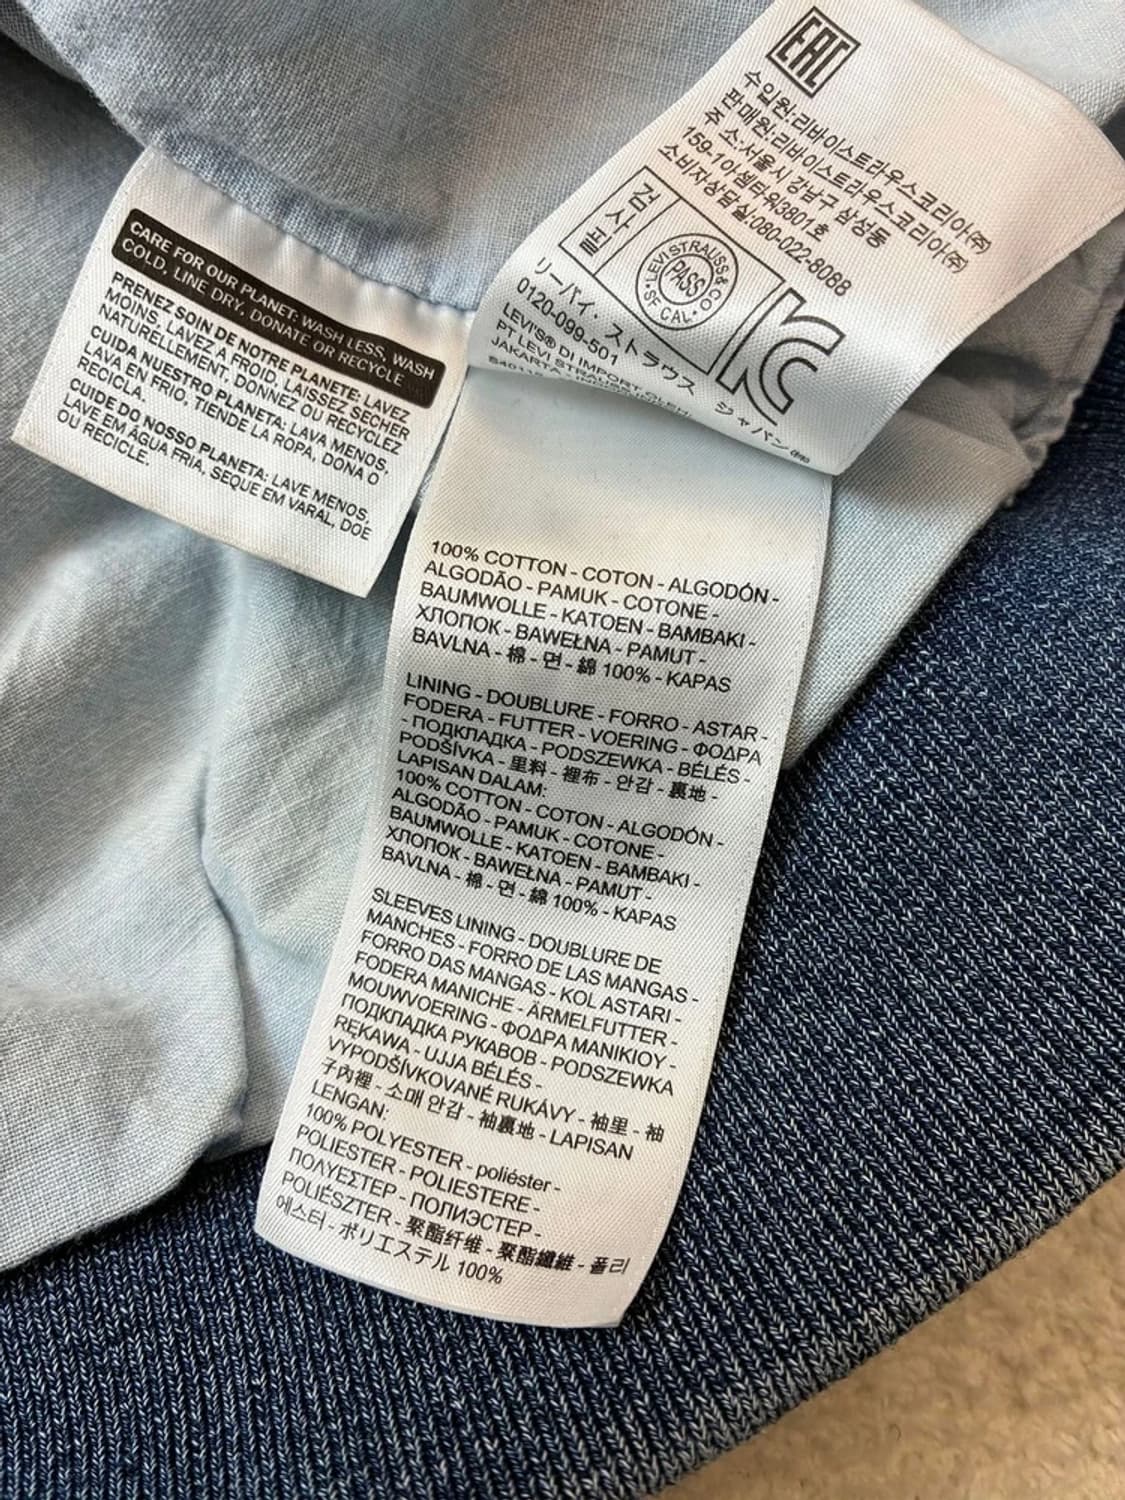 CARE FOR OUR PLANET: WASH LESS, WASH
COLD, LINE DRY, DONATE OR RECYCLE
PRENEZ SOIN DE NOTRE PLANETE: LAVEZ
MOINS, LAVEZ A FROID, LAISSEZ SECHER
NATURELLEMENT, DONNEZ OU RECYCLEZ
CUIDA NUESTRO PLANETA: LAVA MENOS,
LAVA EN FRIO, TIENDE LA ROPA, DONA O
RECICLA.
CUIDE DO NOSSO PLANETA: LAVE MENOS,
LAVE EM ÁGUA FRIA, SEQUE EM VARAL, DOE
OU RECICLE.
EAC
수입원:리바이스트라우스코리아㈜
판매원:리바이스트라우스코리아㈜
주 소:서울시 강남구 삼성동
159-1아셈타워3801호
소비자상담실:080-022-8088
검사필
LEVI STRAUSS & CO
PASS
OF CAL
KC
リーバイ・ストラウス ジャパン㈱
0120-099-501
LEVI'S® DI IMPORT OLEH:
PT LEVI STRAUSS
JAKARTA
100% COTTON - COTON - ALGODÓN -
ALGODÃO - PAMUK - COTONE -
BAUMWOLLE - KATOEN - BAMBAKI -
ХЛОПОК - BAWEŁNA - PAMUT -
BAVLNA - 棉 - 면 - 綿 100% - KAPAS
LINING - DOUBLURE - FORRO - ASTAR -
FODERA - FUTTER - VOERING - ΦΟΔΡΑ
- ПОДКЛАДКА - PODSZEWKA - BÉLÉS -
PODŠÍVKA - 里料 - 裡布 - 안감 - 裏地 -
LAPISAN DALAM:
100% COTTON - COTON - ALGODÓN -
ALGODÃO - PAMUK - COTONE -
BAUMWOLLE - KATOEN - BAMBAKI -
ХЛОПОК - BAWEŁNA - PAMUT -
BAVLNA - 棉 - 면 - 綿 100% - KAPAS
SLEEVES LINING - DOUBLURE DE
MANCHES - FORRO DE LAS MANGAS -
FORRO DAS MANGAS - KOL ASTARI -
FODERA MANICHE - ÄRMELFUTTER -
MOUWVOERING - ΦΟΔΡΑ ΜΑΝΙΚΙΟΥ -
ПОДКЛАДКА РУКАВОВ - PODSZEWKA
RĘKAWA - UJJA BÉLÉS -
VYPODŠÍVKOVANÉ RUKÁVY - 袖里 - 袖
子內裡 - 소매 안감 - 袖裏地 - LAPISAN
LENGAN:
100% POLYESTER - poliéster -
POLIESTER - POLIESTERE -
ΠΟΛΥΕΣΤΕΡ - ПОЛИЭСТЕР -
POLIÉSZTER - 聚酯纤维 - 聚酯纖維 - 폴리
에스터 - ポリエステル 100%